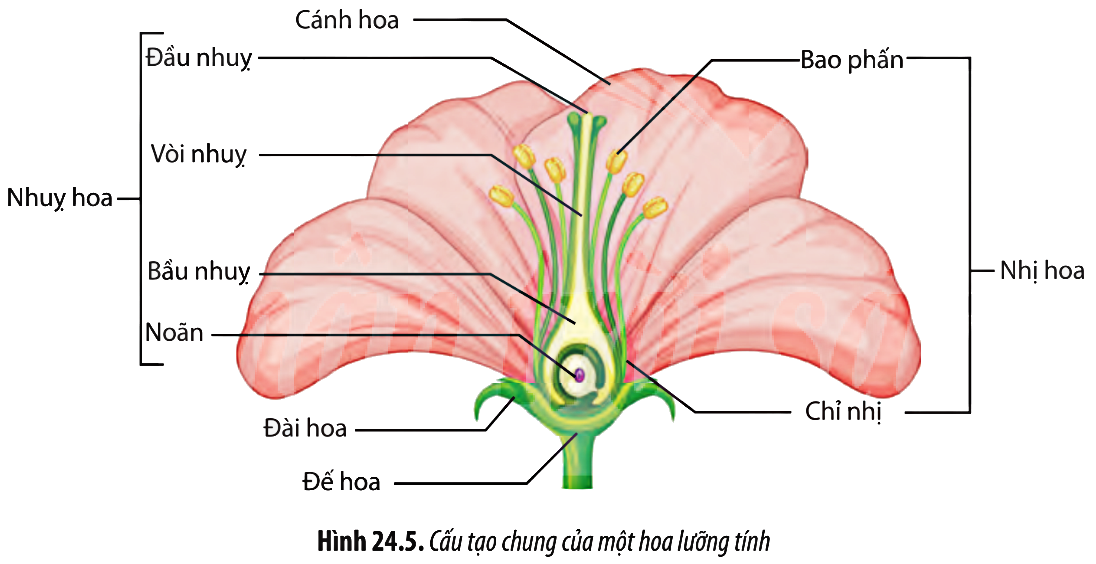 Cánh hoa
Đầu nhuỵ
Bao phấn
Vòi nhuỵ
Nhuỵ hoa
Bầu nhuỵ
Nhị hoa
Noãn
Chỉ nhị
Đài hoa
Đế hoa
Hình 24.5. Cấu tạo chung của một hoa lưỡng tính